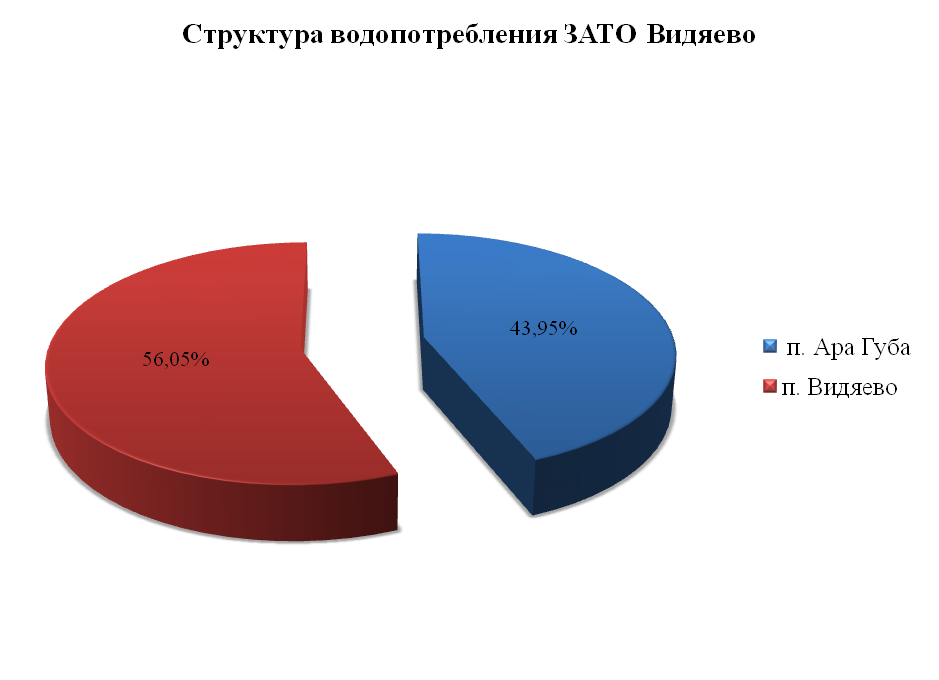 Структура водопотребления ЗАТО Видяево
43,95%
56,05%
п. Ара Губа
п. Видяево